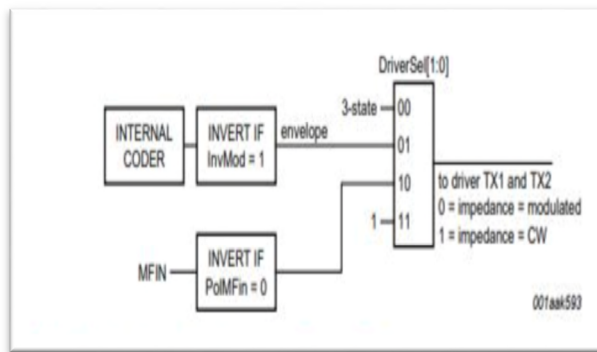 DriverSel[1:0]
3-state 00
INTERNAL
CODER
INVERT IF
InvMod = 1
envelope
01
10
1 11
to driver TX1 and TX2
0 = impedance = modulated
1 = impedance = CW
MFIN
INVERT IF
PolMFin = 0
001aak593